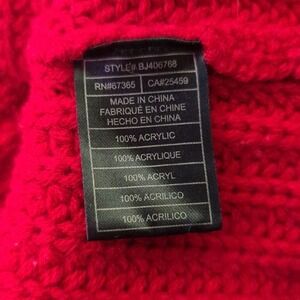 STYLE#:BJ406768
RN#67365 CA#25459
MADE IN CHINA
FABRIQUÉ EN CHINE
HECHO EN CHINA
100% ACRYLIC
100% ACRYLIQUE
100% ACRYL
100% ACRILICO
100% ACRILICO